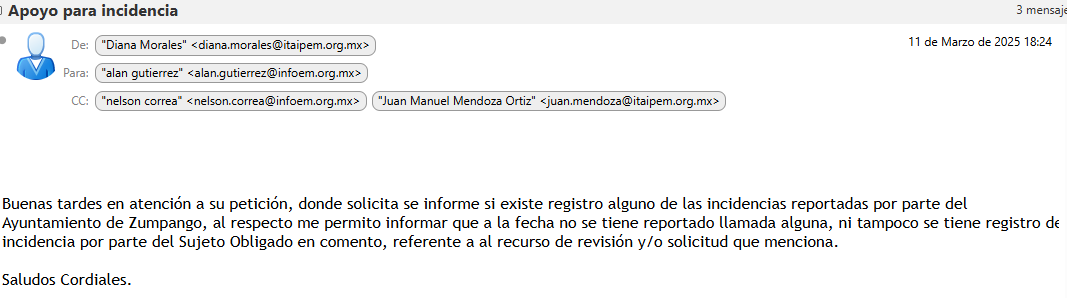 Apoyo para incidencia
3 mensaje
De: "Diana Morales" <diana.morales@itaipem.org.mx>
11 de Marzo de 2025 18:24
Para: "alan gutierrez" <alan.gutierrez@infoem.org.mx>
CC: "nelson correa" <nelson.correa@infoem.org.mx> "Juan Manuel Mendoza Ortiz" <juan.mendoza@itaipem.org.mx>
Buenas tardes en atención a su petición, donde solicita se informe si existe registro alguno de las incidencias reportadas por parte del
Ayuntamiento de Zumpango, al respecto me permito informar que a la fecha no se tiene reportado llamada alguna, ni tampoco se tiene registro de
incidencia por parte del Sujeto Obligado en comento, referente a al recurso de revisión y/o solicitud que menciona.
Saludos Cordiales.